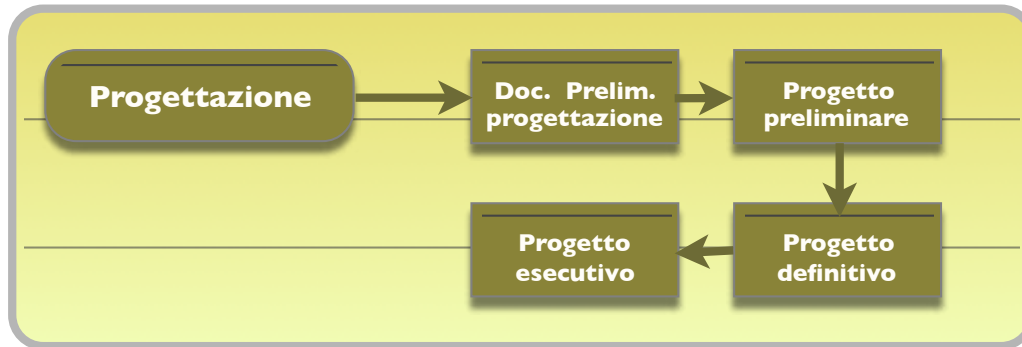 Progettazione
Doc. Prelim.
progettazione
Progetto
preliminare
Progetto
esecutivo
Progetto
definitivo